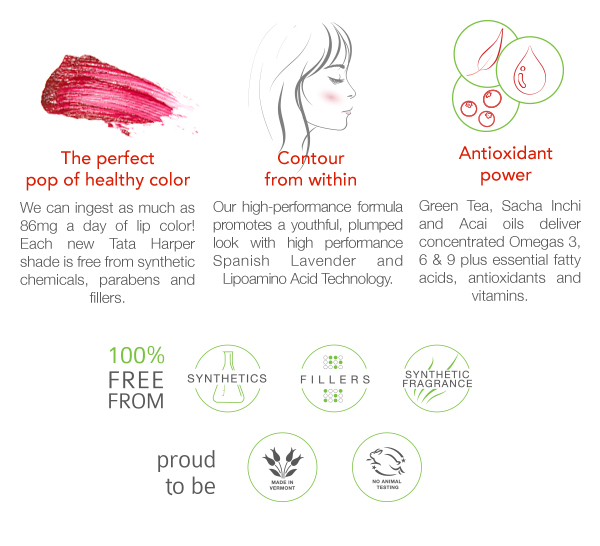 The perfect
pop of healthy color
We can ingest as much as
86mg a day of lip color!
Each new Tata Harper
shade is free from synthetic
chemicals, parabens and
fillers.
Contour
from within
Our high-performance formula
promotes a youthful, plumped
look with high performance
Spanish Lavender and
Lipoamino Acid Technology.
Antioxidant
power
Green Tea, Sacha Inchi
and Acai oils deliver
concentrated Omegas 3,
6 & 9 plus essential fatty
acids, antioxidants and
vitamins.
100%
FREE
FROM
SYNTHETICS
FILLERS
SYNTHETIC
FRAGRANCE
proud
to be
MADE IN
VERMONT
NO ANIMAL
TESTING